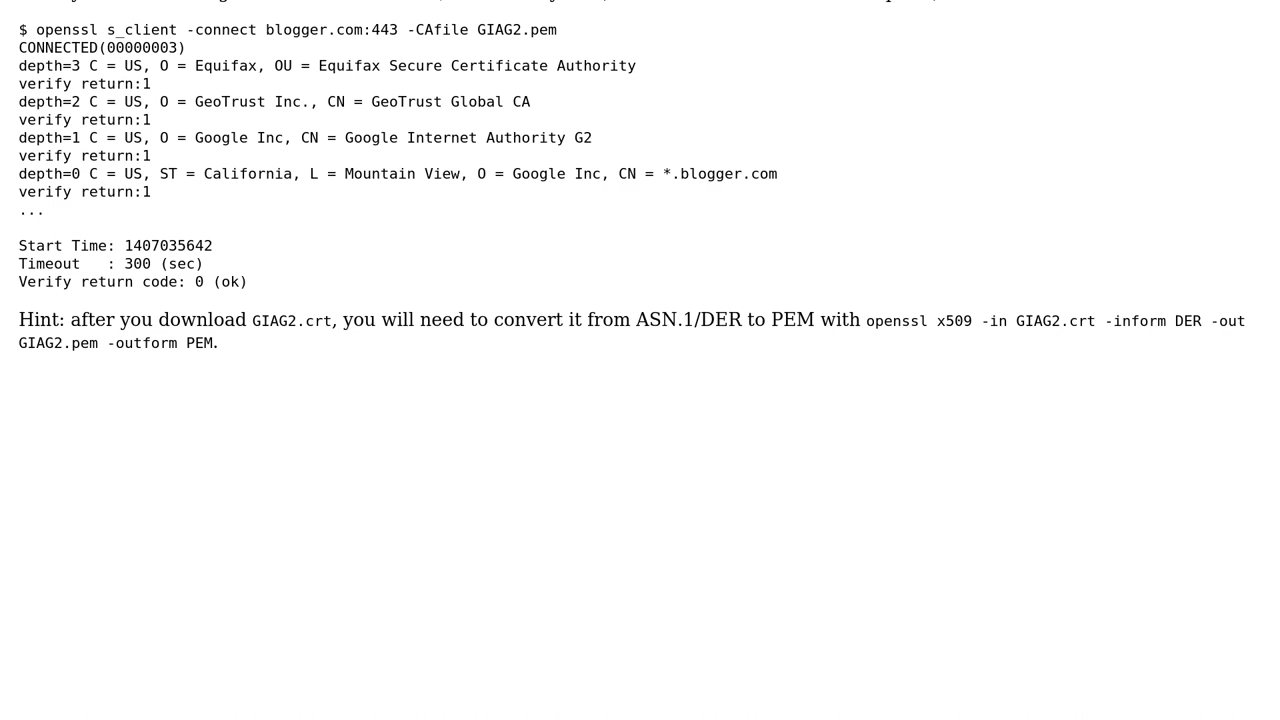 $ openssl s_client -connect blogger.com:443 -CAfile GIAG2.pem
CONNECTED(00000003)
depth=3 C = US, O = Equifax, OU = Equifax Secure Certificate Authority
verify return:1
depth=2 C = US, O = GeoTrust Inc., CN = GeoTrust Global CA
verify return:1
depth=1 C = US, O = Google Inc, CN = Google Internet Authority G2
verify return:1
depth=0 C = US, ST = California, L = Mountain View, O = Google Inc, CN = *.blogger.com
verify return:1
...
Start Time: 1407035642
Timeout   : 300 (sec)
Verify return code: 0 (ok)
Hint: after you download GIAG2.crt, you will need to convert it from ASN.1/DER to PEM with openssl x509 -in GIAG2.crt -inform DER -out
GIAG2.pem -outform PEM.